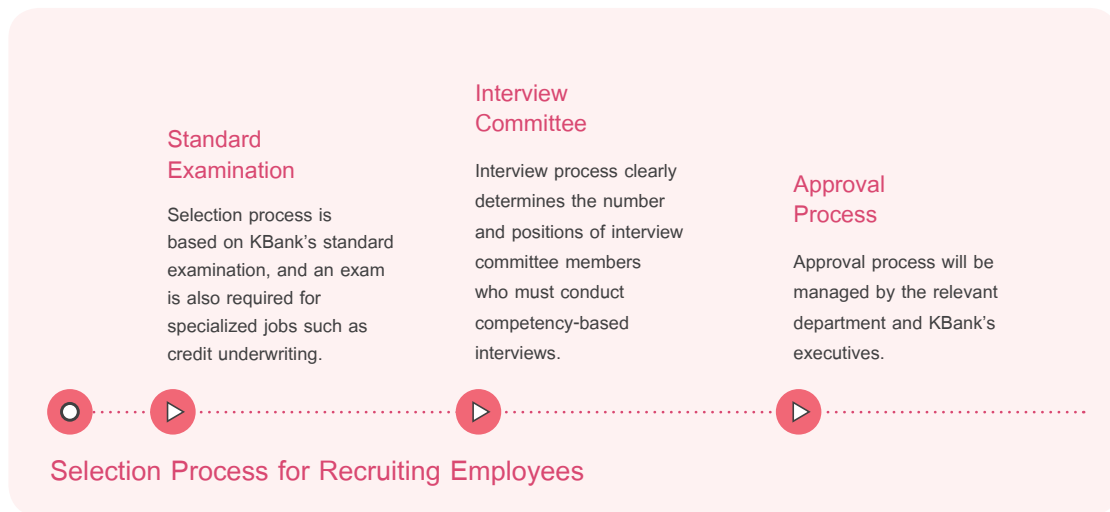 Standard
Examination
Selection process is
based on KBank's standard
examination, and an exam
is also required for
specialized jobs such as
credit underwriting.
Interview
Committee
Interview process clearly
determines the number
and positions of interview
committee members
who must conduct
competency-based
interviews.
Approval
Process
Approval process will be
managed by the relevant
department and KBank's
executives.
Selection Process for Recruiting Employees